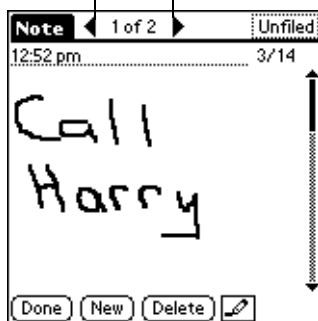 Note 1 of 2 Unfiled
12:52 pm 3/14
Call
Harry
Done New Delete